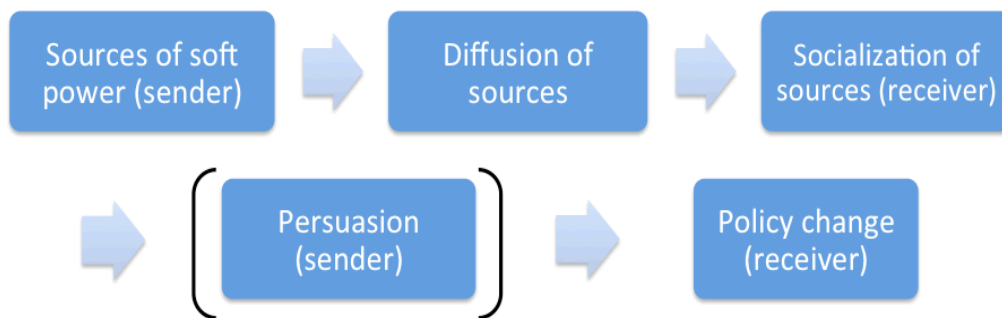 Sources of soft
power (sender)
Diffusion of
sources
Socialization of
sources (receiver)
Persuasion
(sender)
Policy change
(receiver)